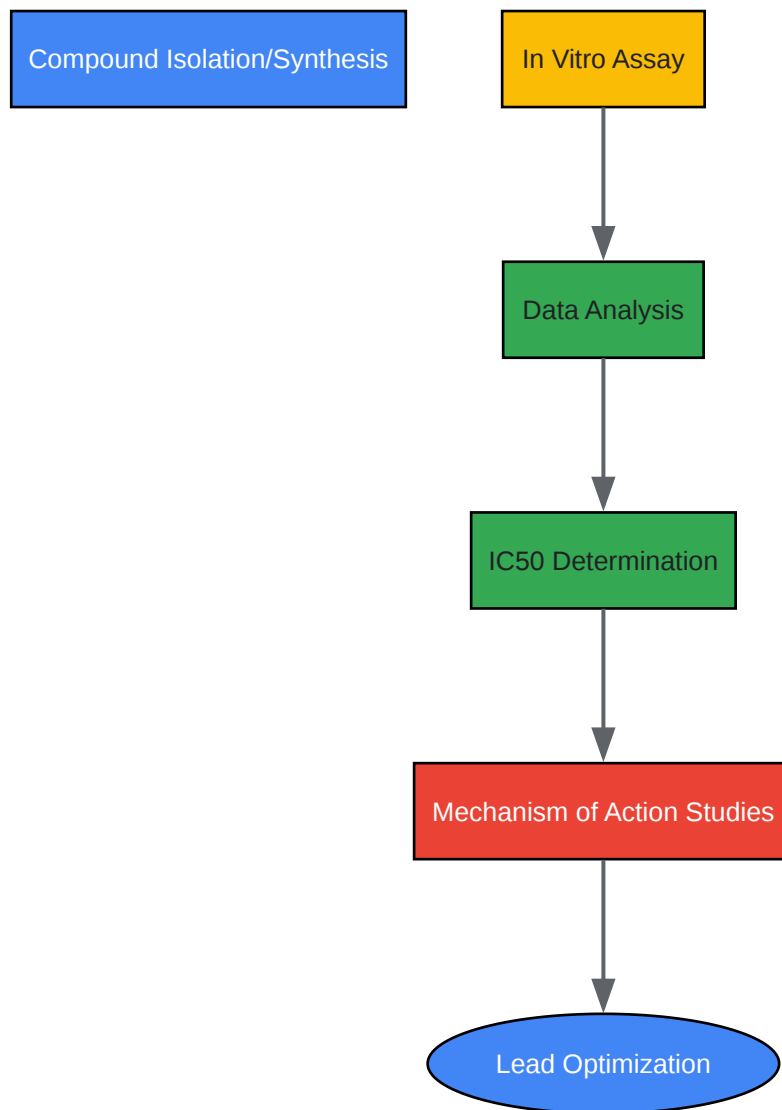 Compound Isolation/Synthesis
In Vitro Assay
Data Analysis
IC50 Determination
Mechanism of Action Studies
Lead Optimization